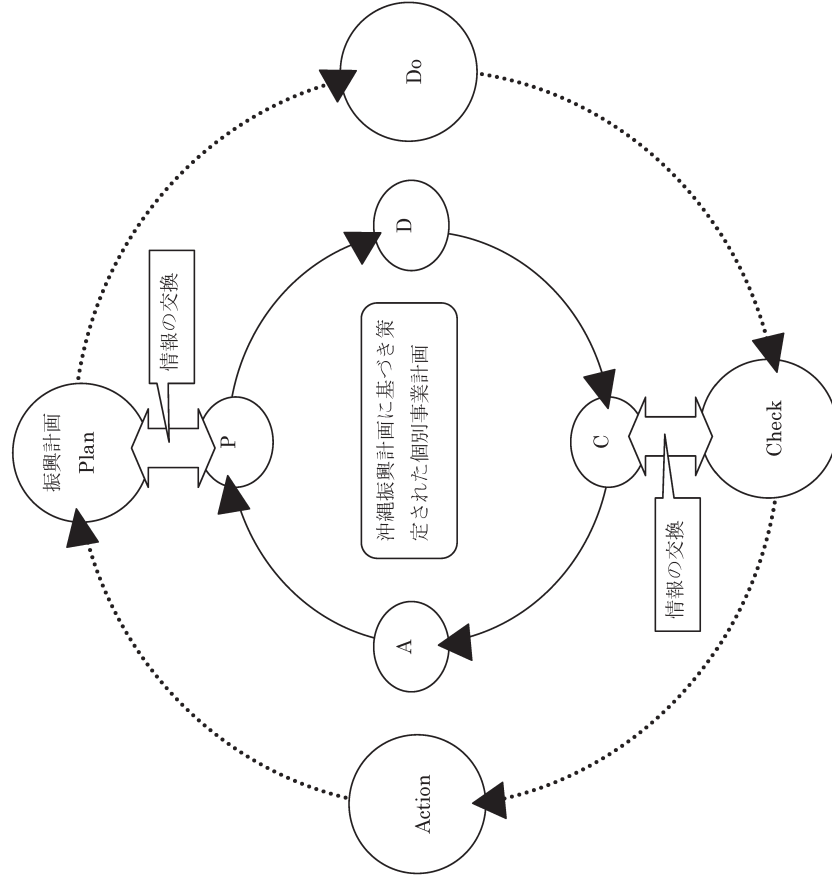 振興計画
Plan
情報の交換
P
Do
D
沖縄振興計画に基づき策
定された個別事業計画
A
Action
C
情報の交換
Check